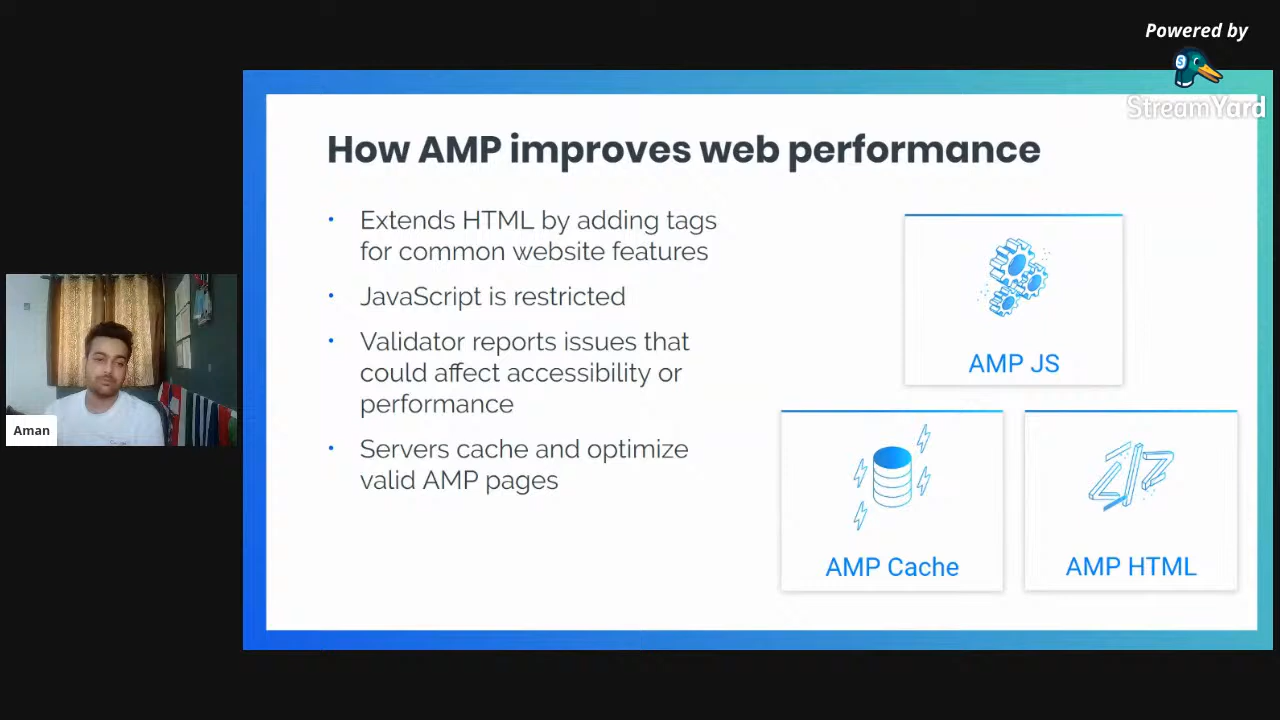 Powered by
StreamYard
How AMP improves web performance
• Extends HTML by adding tags
for common website features
• JavaScript is restricted
• Validator reports issues that
could affect accessibility or
performance
• Servers cache and optimize
valid AMP pages
AMP JS
AMP Cache
AMP HTML
Aman